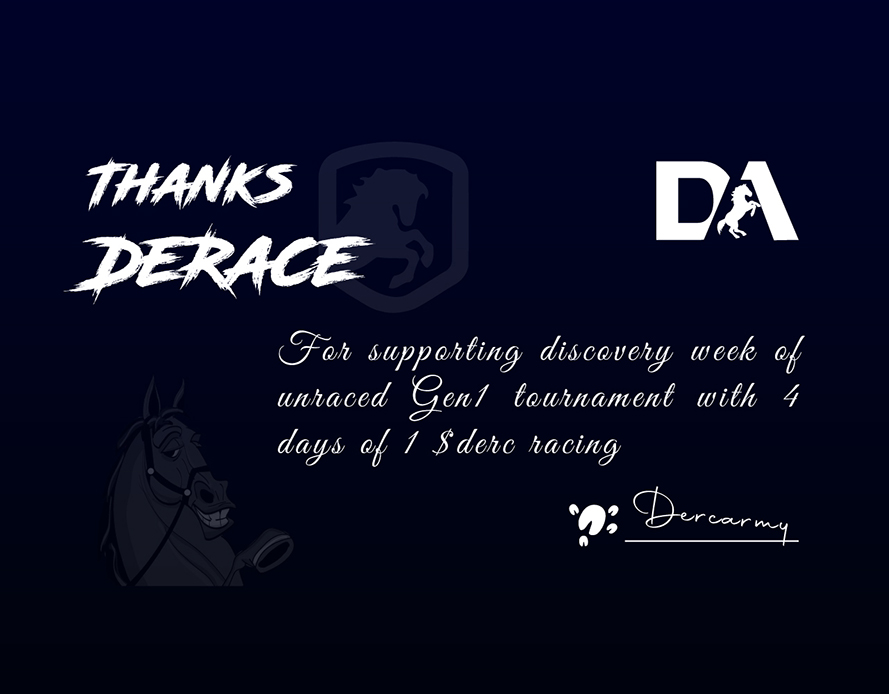 THANKS
DERACE
DA
For supporting discovery week of
unraced Gen1 tournament with 4
days of 1 $derc racing
Dercarmy